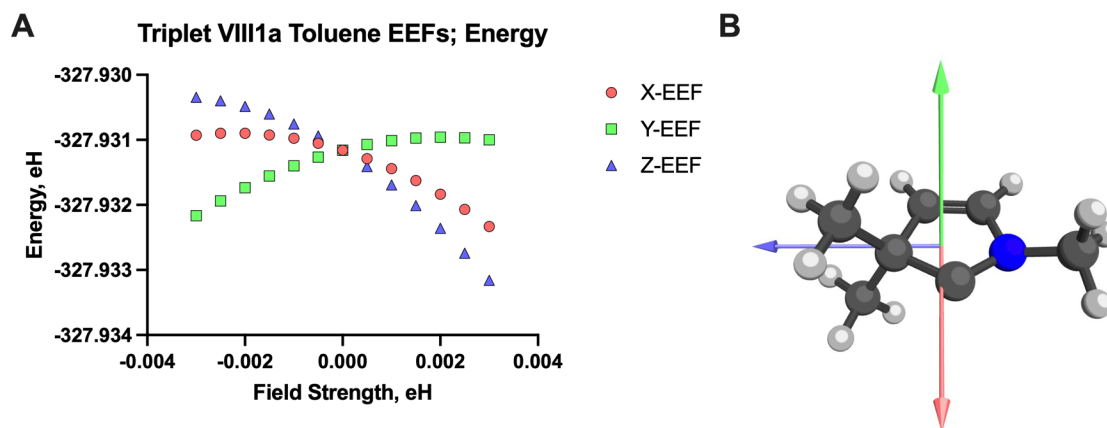 A
Triplet VIII1a Toluene EEFs; Energy
B
Energy, eH
-327.930
-327.931
-327.932
-327.933
-327.934
-0.004
-0.002
0.000
0.002
0.004
Field Strength, eH
X-EEF
Y-EEF
Z-EEF